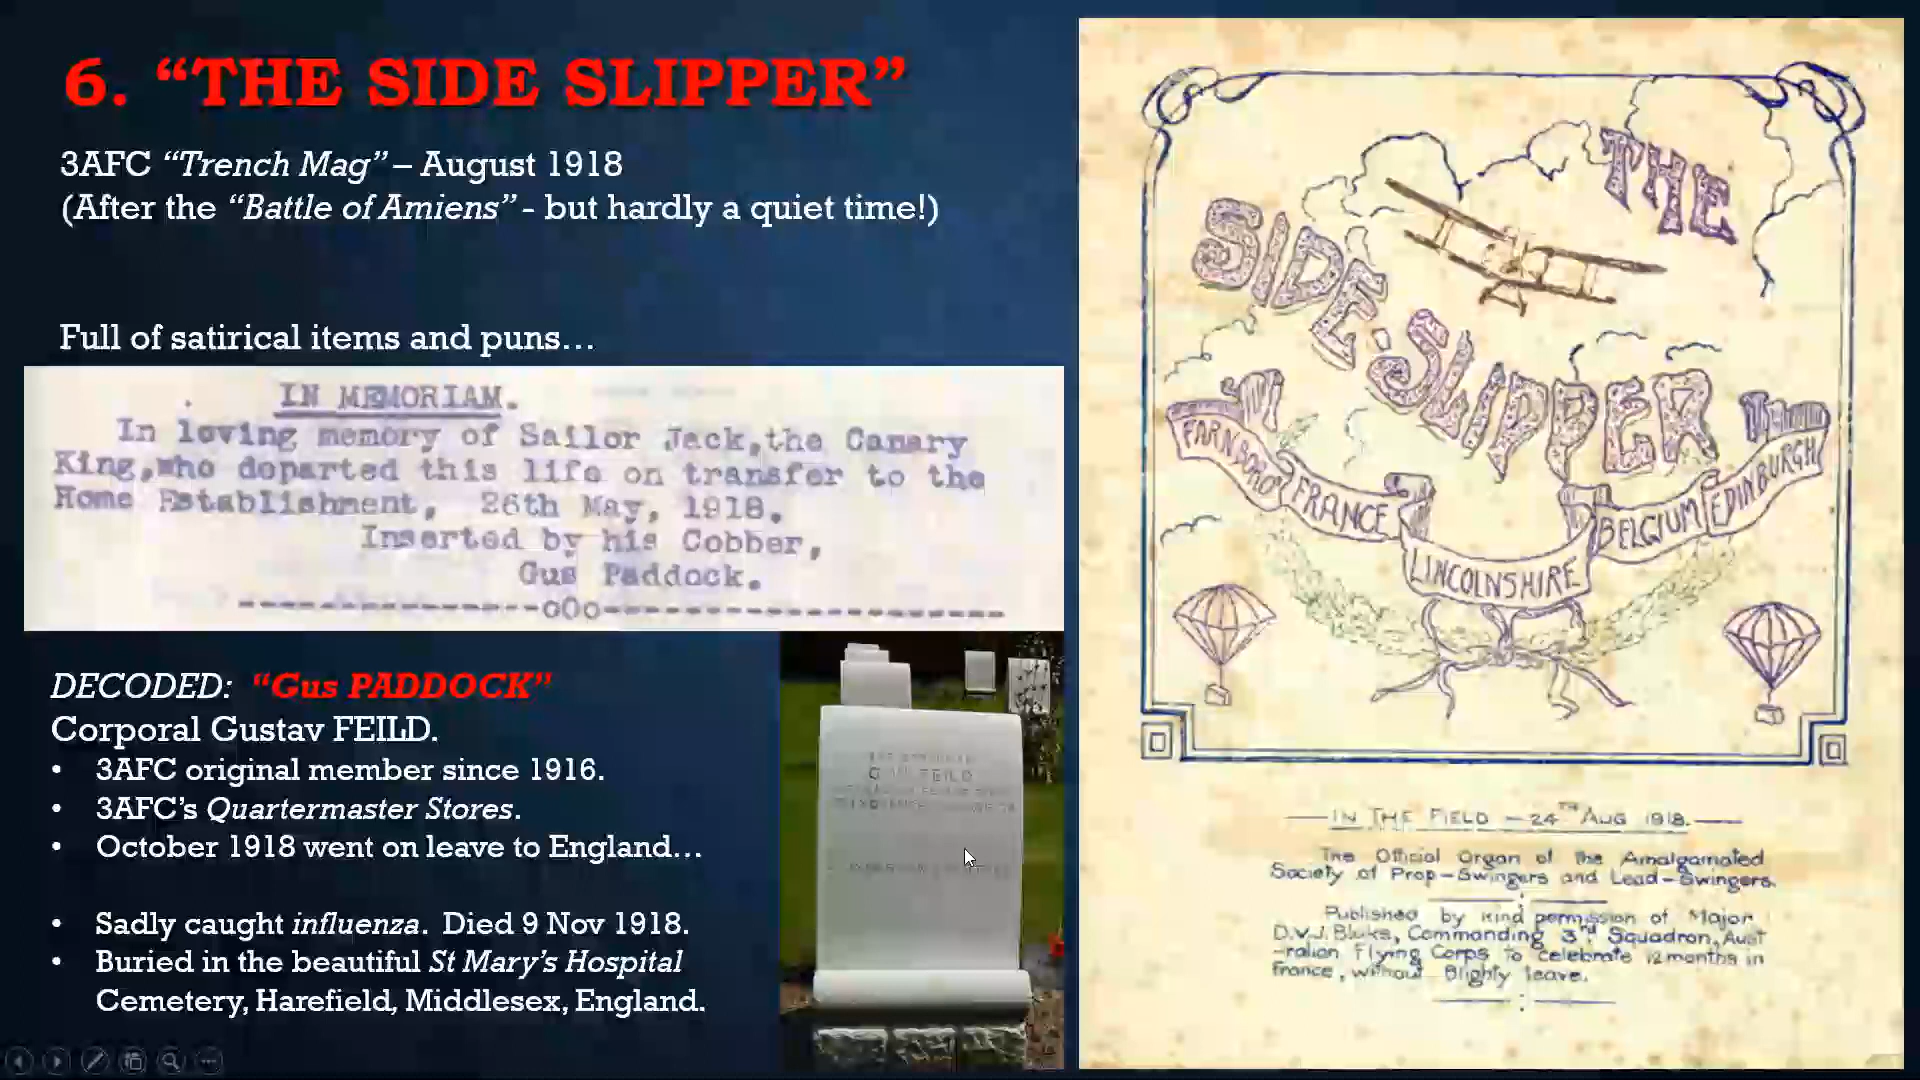 6. “THE SIDE SLIPPER”
3AFC “Trench Mag” – August 1918
(After the “Battle of Amiens” - but hardly a quiet time!)
Full of satirical items and puns…
IN MEMORIAM.
In loving memory of Sailor Jack,the Canary
King,who departed this life on transfer to the
Home Establishment, 26th May, 1918.
Inserted by his Cobber,
Gus Paddock.
-----------------oOo-----------------------
DECODED: “Gus PADDOCK”
Corporal Gustav FEILD.
• 3AFC original member since 1916.
• 3AFC’s Quartermaster Stores.
• October 1918 went on leave to England…
• Sadly caught influenza. Died 9 Nov 1918.
• Buried in the beautiful St Mary’s Hospital
Cemetery, Harefield, Middlesex, England.
FEILD
THE
SIDE-SLIPPER
FARNBORO'
FRANCE
LINCOLNSHIRE
BELGIUM
EDINBURGH
IN THE FIELD — 24TH AUG 1918.
The Official Organ of the Amalgamated
Society of Prop-Swingers and Lead-Swingers.
Published by kind permission of Major
D.V.J. Blake, Commanding 3rd Squadron, Aust
-ralian Flying Corps to celebrate 12 months in
France, without Blighty leave.